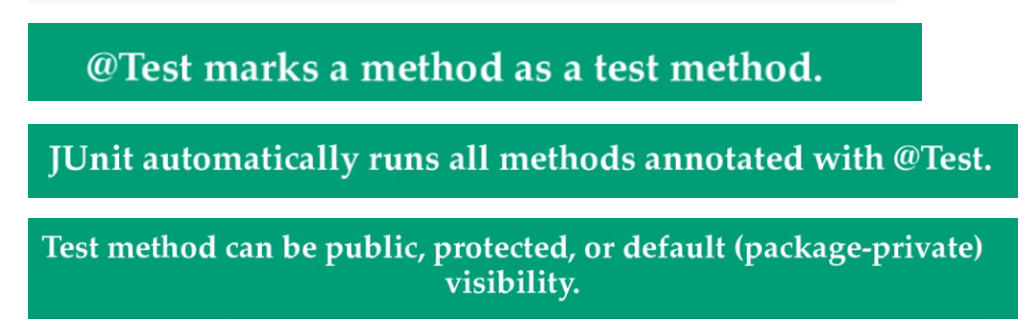 @Test marks a method as a test method.
JUnit automatically runs all methods annotated with @Test.
Test method can be public, protected, or default (package-private)
visibility.